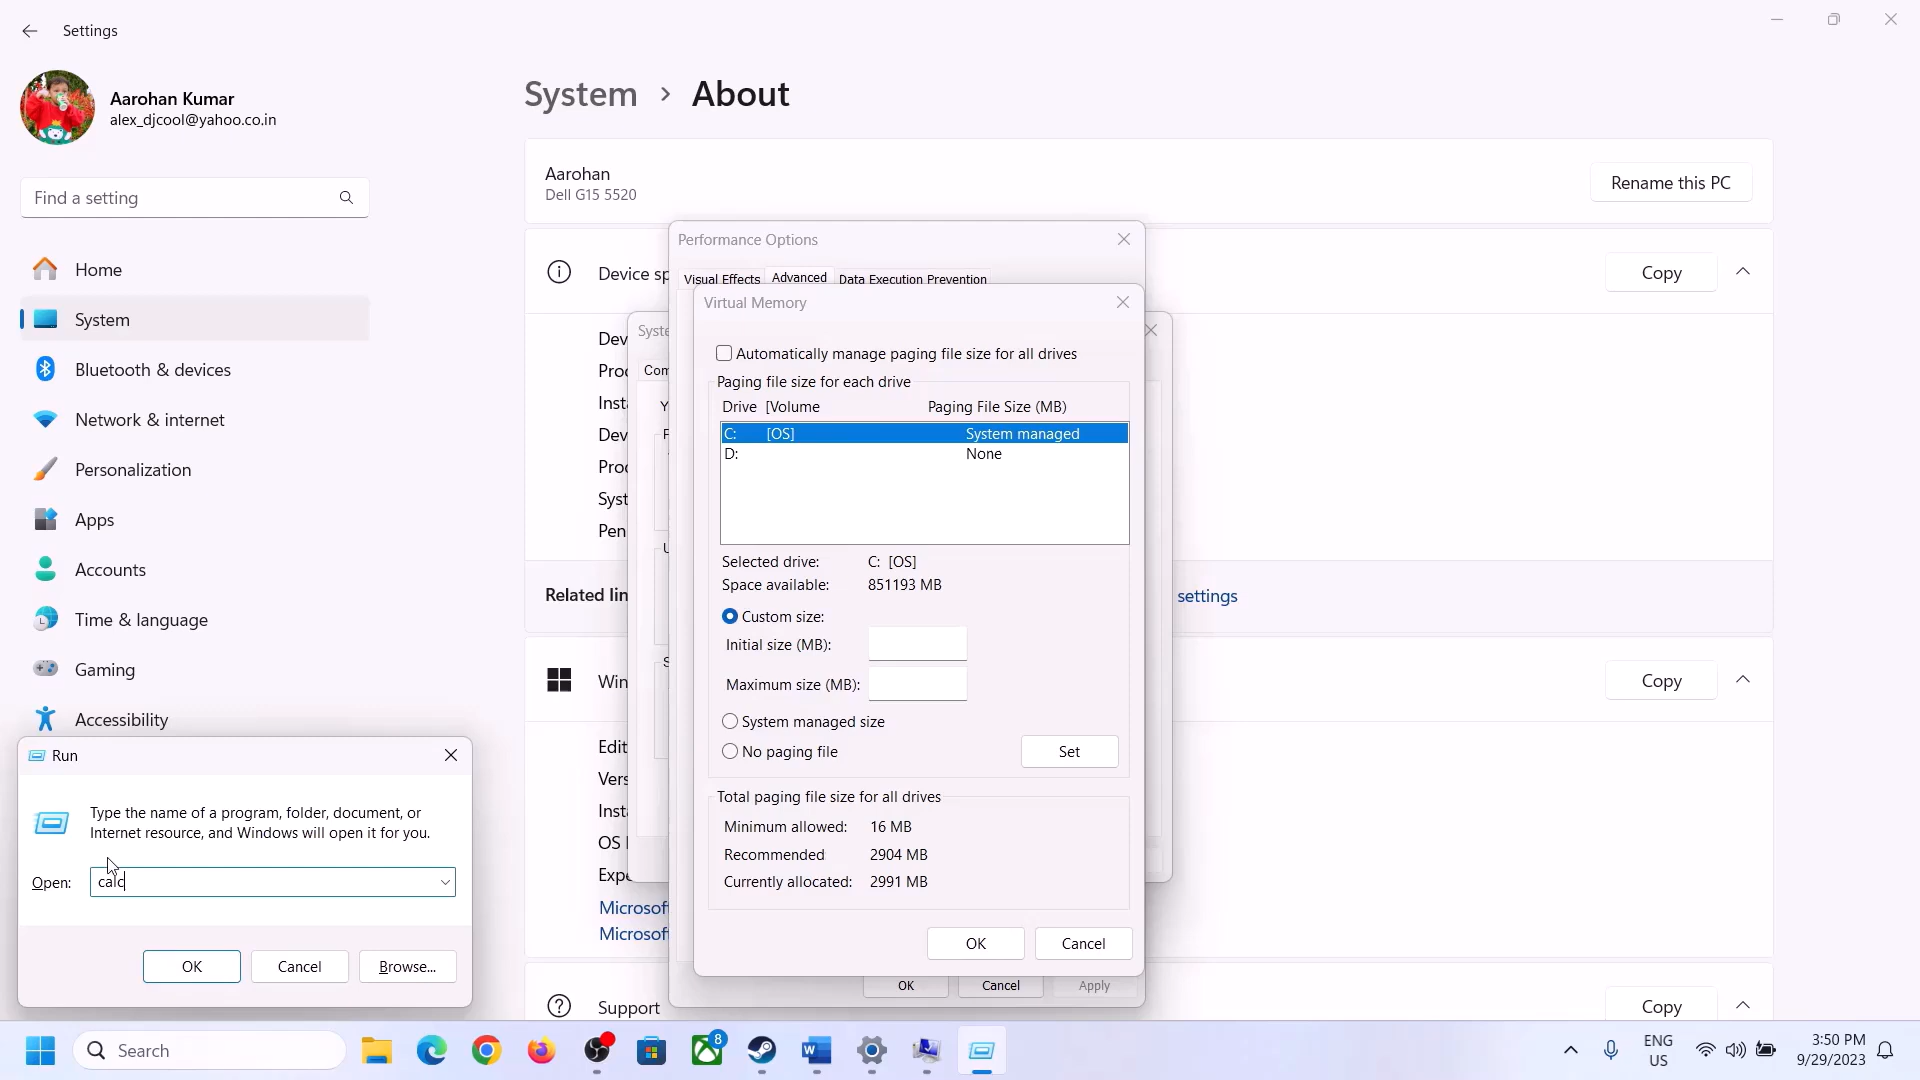 Settings
Aarohan Kumar
alex_djcool@yahoo.co.in
Find a setting
Home
System
Bluetooth & devices
Network & internet
Personalization
Apps
Accounts
Time & language
Gaming
Accessibility
System > About
Aarohan
Dell G15 5520
Rename this PC
Device sp
Copy
Dev
Proc
Insta
Dev
Proc
Syst
Pen
Related lin
settings
Win
Copy
Edit
Vers
Insta
OS
Expe
Microsof
Microsof
Support
Copy
Syste
Com
Performance Options
Visual Effects
Advanced
Data Execution Prevention
OK
Cancel
Apply
Virtual Memory
Automatically manage paging file size for all drives
Paging file size for each drive
Drive [Volume Paging File Size (MB)
C: [OS] System managed
D: None
Selected drive: C: [OS]
Space available: 851193 MB
Custom size:
Initial size (MB):
Maximum size (MB):
System managed size
No paging file
Set
Total paging file size for all drives
Minimum allowed: 16 MB
Recommended 2904 MB
Currently allocated: 2991 MB
OK
Cancel
Run
Type the name of a program, folder, document, or
Internet resource, and Windows will open it for you.
Open: calc
OK
Cancel
Browse...
Search
8
ENG
US
3:50 PM
9/29/2023